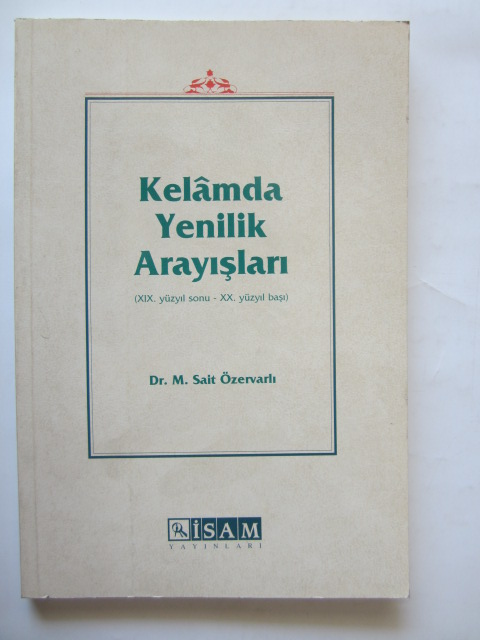 Kelâmda
Yenilik
Arayışları
(XIX. yüzyıl sonu - XX. yüzyıl başı)
Dr. M. Sait Özervarlı
İSAM
YAYINLARI